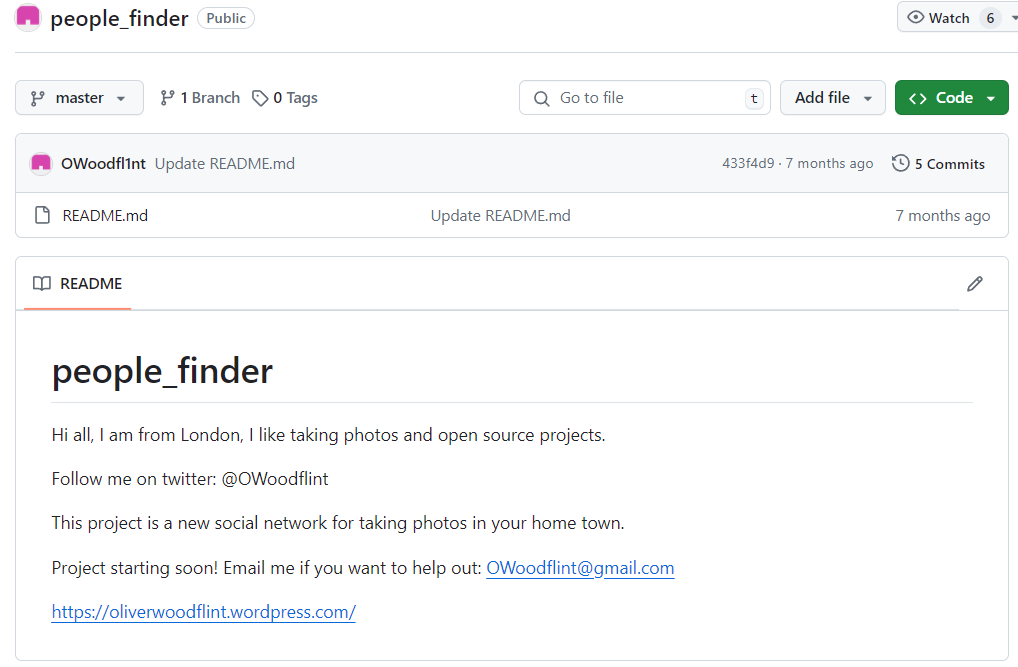 people_finder Public Watch 6
master 1 Branch 0 Tags Go to file t Add file Code
OWoodfl1nt Update README.md 433f4d9 · 7 months ago 5 Commits
README.md Update README.md 7 months ago
README
people_finder
Hi all, I am from London, I like taking photos and open source projects.
Follow me on twitter: @OWoodflint
This project is a new social network for taking photos in your home town.
Project starting soon! Email me if you want to help out: OWoodflint@gmail.com
https://oliverwoodflint.wordpress.com/